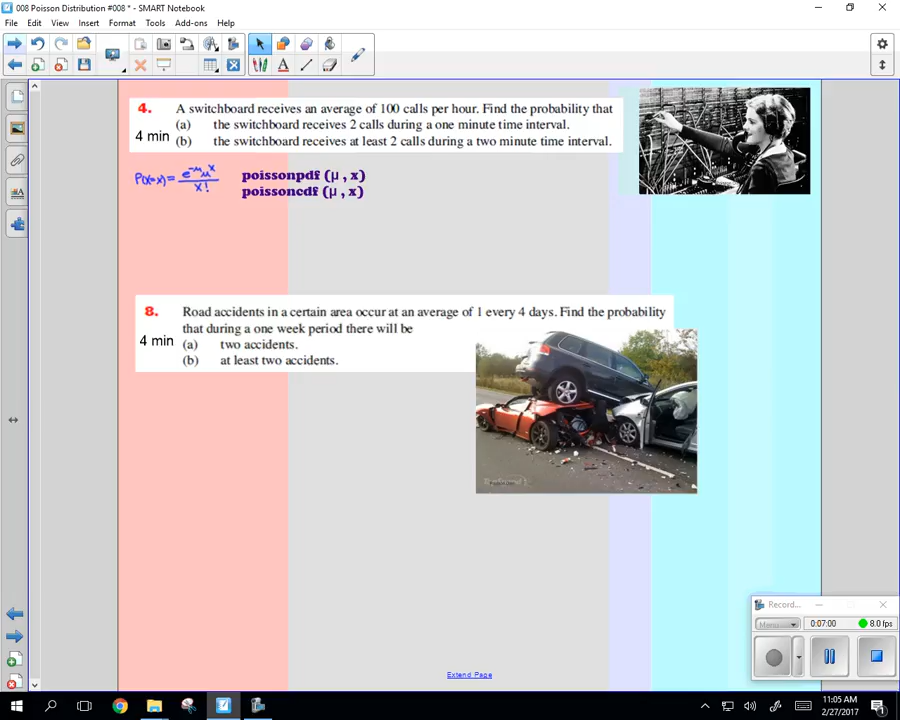 008 Poisson Distribution #008 * - SMART Notebook
File Edit View Insert Format Tools Add-ons Help
4. A switchboard receives an average of 100 calls per hour. Find the probability that
(a) the switchboard receives 2 calls during a one minute time interval.
4 min
(b) the switchboard receives at least 2 calls during a two minute time interval.
P(X=x) = e^-μ μ^x / x!
poissonpdf (μ , x)
poissoncdf (μ , x)
8. Road accidents in a certain area occur at an average of 1 every 4 days. Find the probability
that during a one week period there will be
4 min
(a) two accidents.
(b) at least two accidents.
Record...
Menu 0:07:00 8.0 fps
Extend Page
11:05 AM
2/27/2017